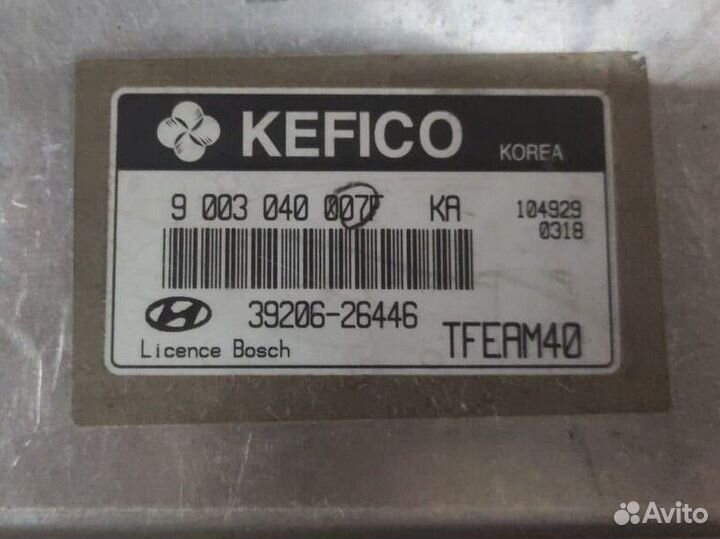 KEFICO
KOREA
9 003 040 007F KA
104929
0318
39206-26446
Licence Bosch
TFEAM40
Avito